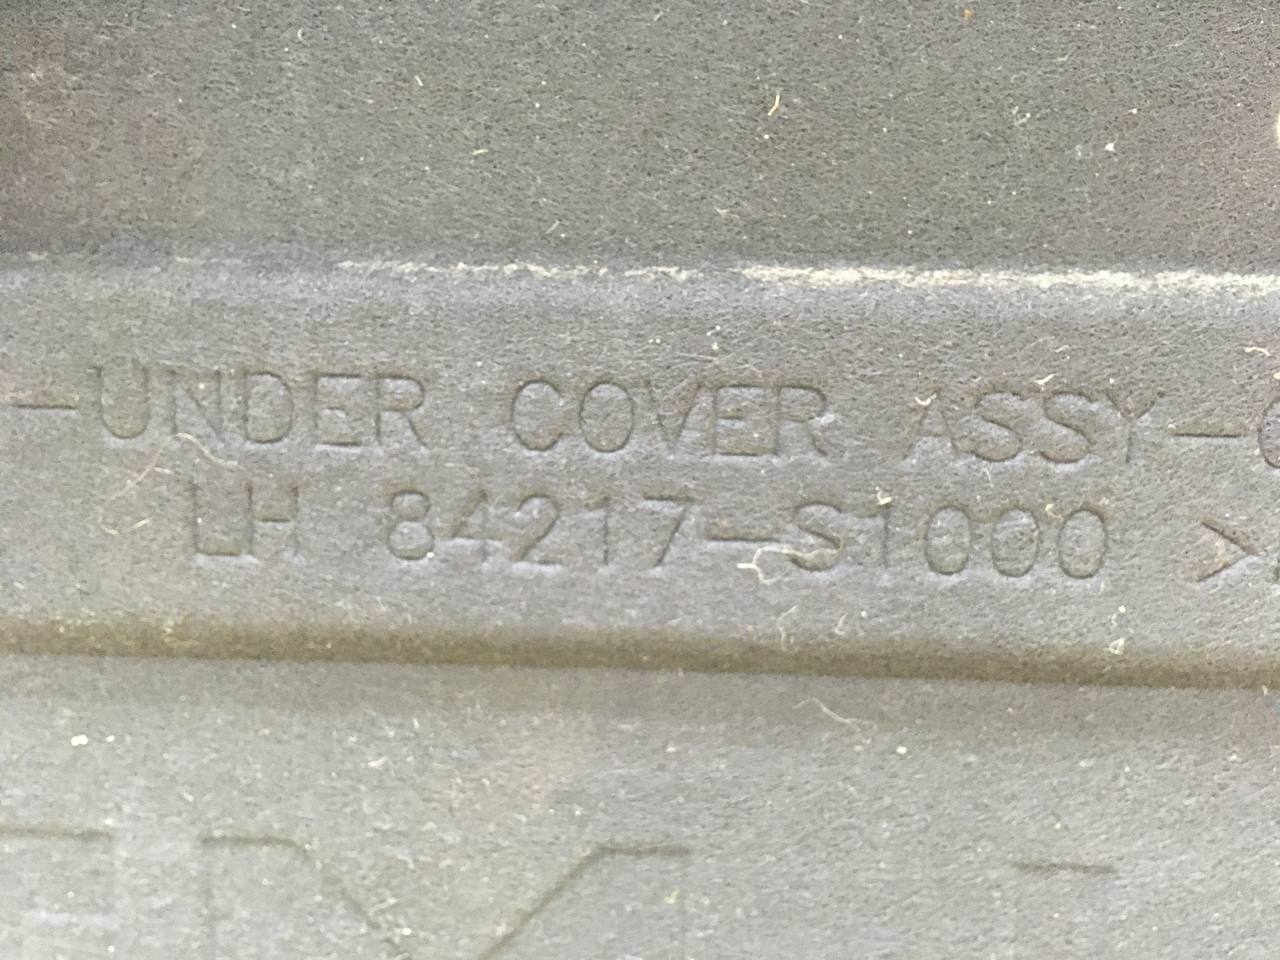 -UNDER COVER ASSY-
LH 84217-S1000 >